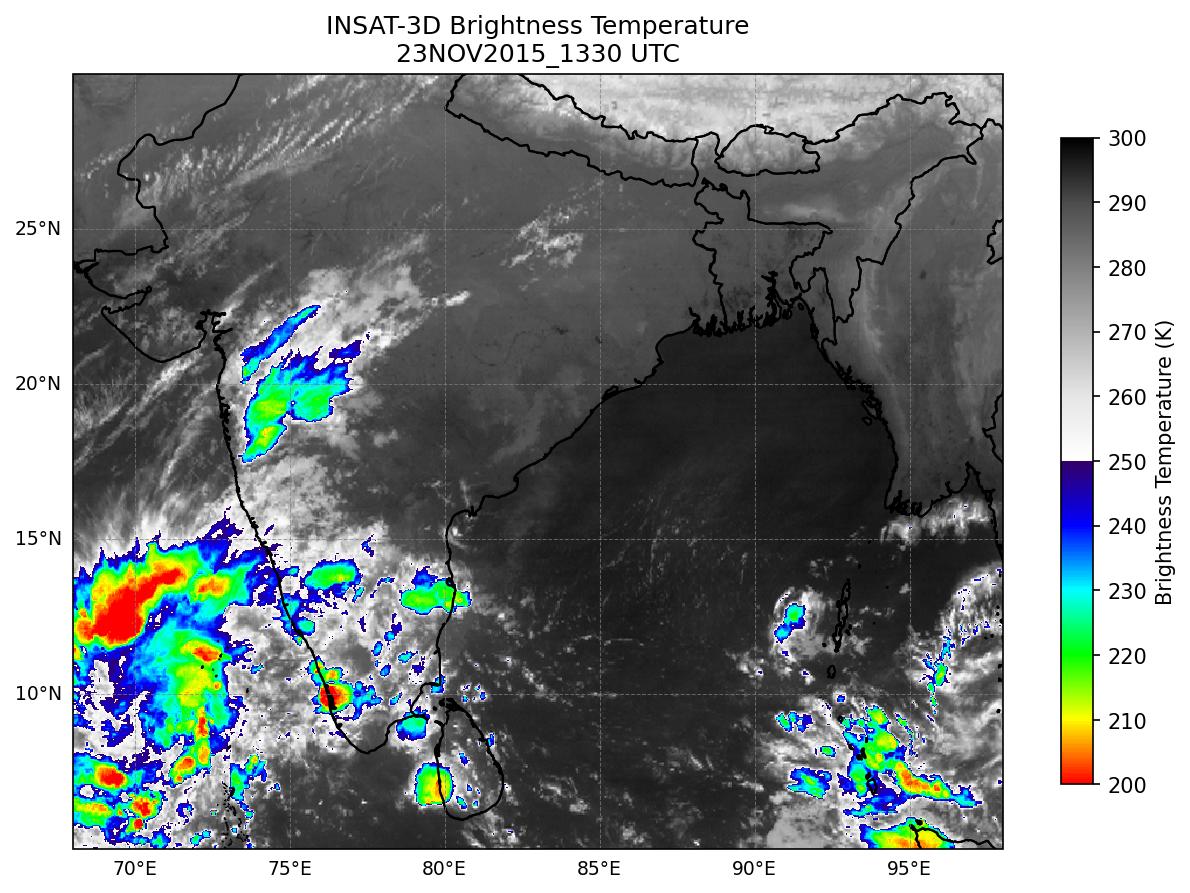 INSAT-3D Brightness Temperature
23NOV2015_1330 UTC
25°N
20°N
15°N
10°N
70°E
75°E
80°E
85°E
90°E
95°E
300
290
280
270
260
250
240
230
220
210
200
Brightness Temperature (K)